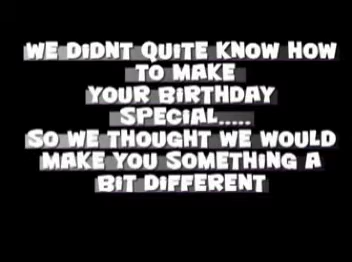 WE DiDNT QUiTE KNOW HOW
TO MAKE
YOUR BiRTHDAY
SPECiAL.....
SO WE THOUGHT WE WOULD
MAKE YOU SOMETHiNG A
BiT DiFFERENT